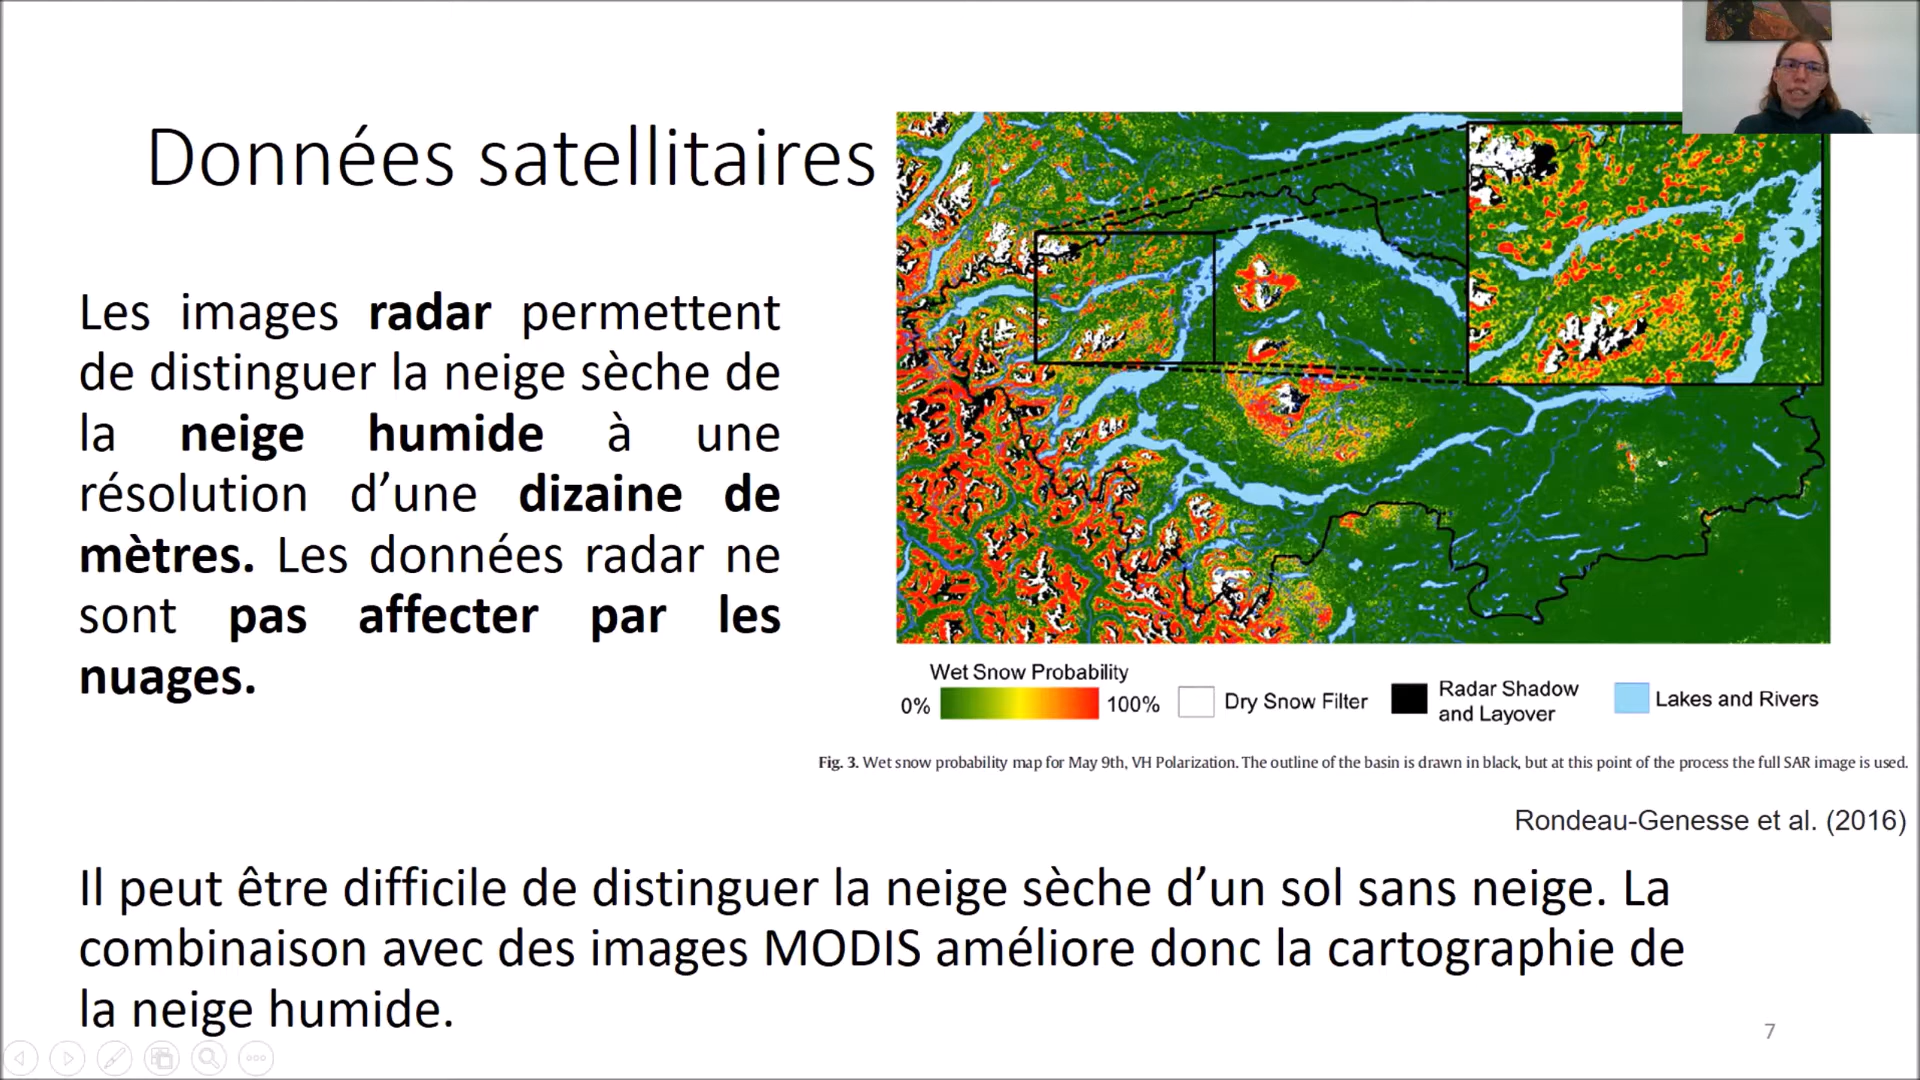 Données satellitaires
Les images radar permettent
de distinguer la neige sèche de
la neige humide à une
résolution d’une dizaine de
mètres. Les données radar ne
sont pas affecter par les
nuages.
Wet Snow Probability
0%
100%
Dry Snow Filter
Radar Shadow
and Layover
Lakes and Rivers
Fig. 3. Wet snow probability map for May 9th, VH Polarization. The outline of the basin is drawn in black, but at this point of the process the full SAR image is used.
Rondeau-Genesse et al. (2016)
Il peut être difficile de distinguer la neige sèche d’un sol sans neige. La
combinaison avec des images MODIS améliore donc la cartographie de
la neige humide.
7